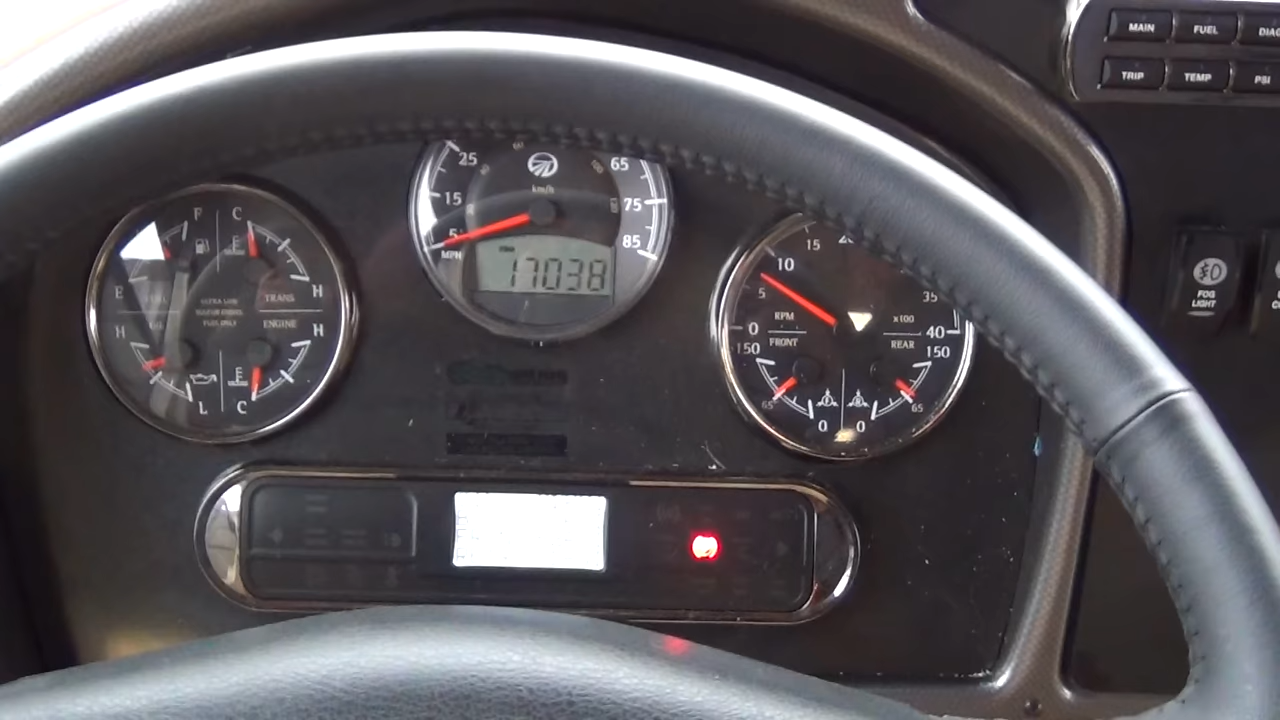 MAIN FUEL
TRIP TEMP PSI
FOG
LIGHT
F C
E H
TRANS
ULTRA LOW
SULFUR DIESEL
FUEL ONLY
H ENGINE H
OIL
L C
25 65
15 75
5 85
km/h
MPH
17038
15
10
5 35
RPM x100
0 40
FRONT REAR
150 150
65 65
0 0